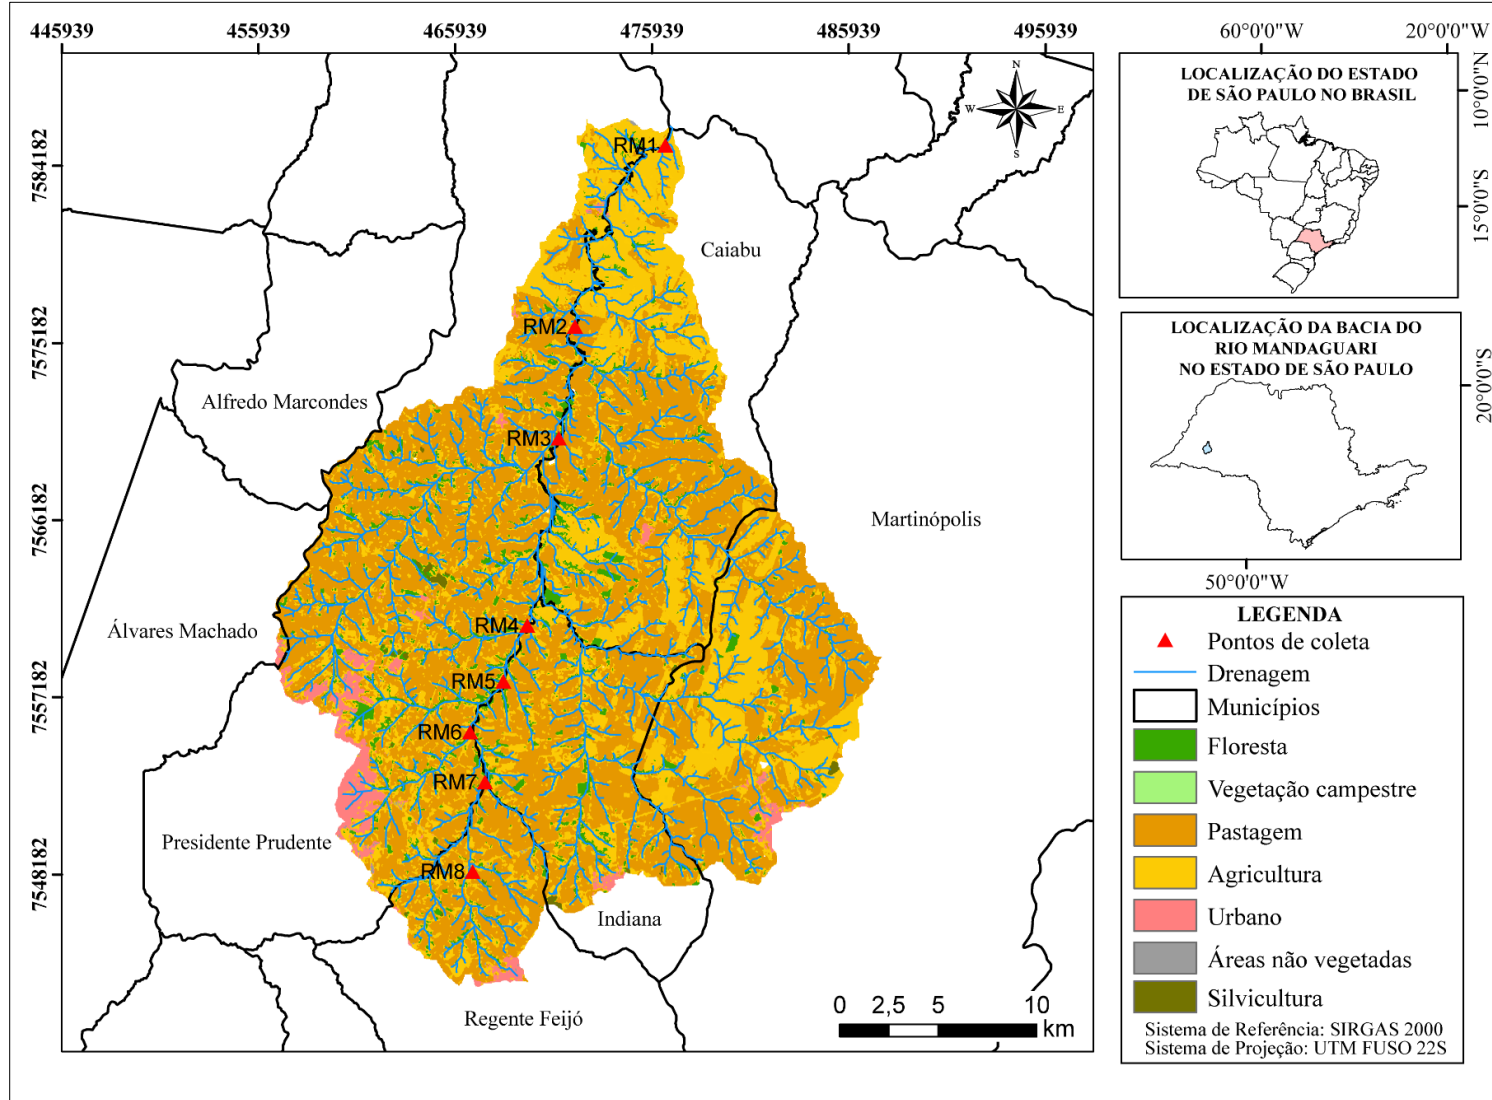 445939 455939 465939 475939 485939 495939
60°0'0"W 20°0'0"W
7584182
7575182
7566182
7557182
7548182
N
W E
S
RM1
Caiabu
RM2
Alfredo Marcondes
RM3
Martinópolis
Álvares Machado
RM4
RM5
RM6
RM7
Presidente Prudente
RM8
Indiana
Regente Feijó
0 2,5 5 10
km
LOCALIZAÇÃO DO ESTADO
DE SÃO PAULO NO BRASIL
10°0'0"N
15°0'0"S
LOCALIZAÇÃO DA BACIA DO
RIO MANDAGUARI
NO ESTADO DE SÃO PAULO
20°0'0"S
50°0'0"W
LEGENDA
Pontos de coleta
Drenagem
Municípios
Floresta
Vegetação campestre
Pastagem
Agricultura
Urbano
Áreas não vegetadas
Silvicultura
Sistema de Referência: SIRGAS 2000
Sistema de Projeção: UTM FUSO 22S